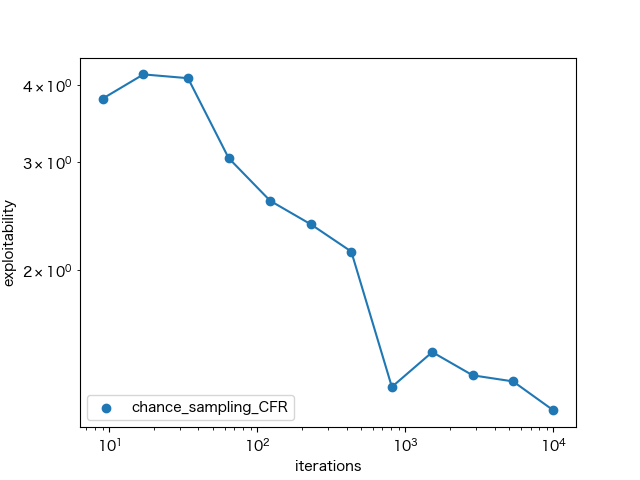 4 × 10⁰
3 × 10⁰
2 × 10⁰
exploitability
chance_sampling_CFR
10¹
10²
10³
10⁴
iterations